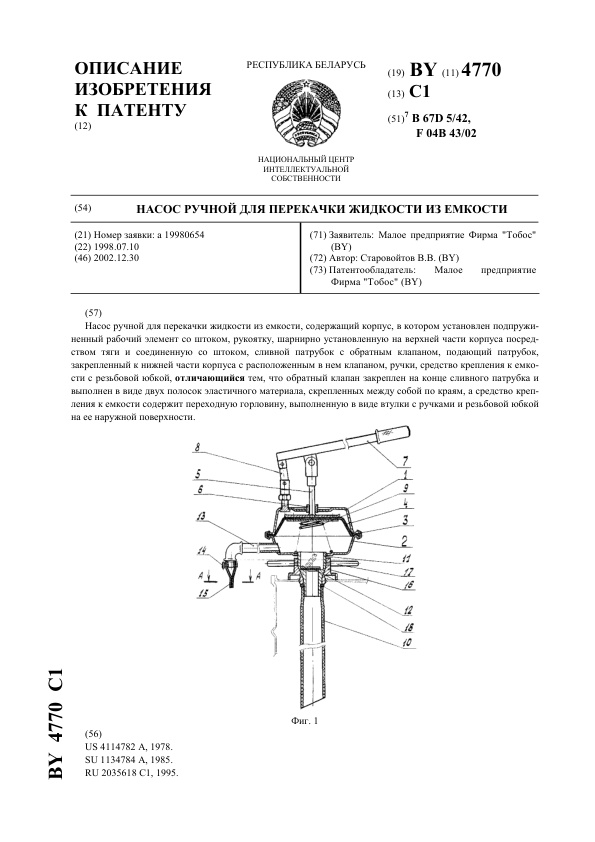 ОПИСАНИЕ
ИЗОБРЕТЕНИЯ
К ПАТЕНТУ
(12)
РЕСПУБЛИКА БЕЛАРУСЬ
НАЦИОНАЛЬНЫЙ ЦЕНТР
ИНТЕЛЛЕКТУАЛЬНОЙ
СОБСТВЕННОСТИ
(19) BY (11) 4770
(13) C1
(51)7 B 67D 5/42,
F 04B 43/02
(54) НАСОС РУЧНОЙ ДЛЯ ПЕРЕКАЧКИ ЖИДКОСТИ ИЗ ЕМКОСТИ
(21) Номер заявки: a 19980654
(22) 1998.07.10
(46) 2002.12.30
(71) Заявитель: Малое предприятие Фирма "Тобос"
(BY)
(72) Автор: Старовойтов В.В. (BY)
(73) Патентообладатель: Малое предприятие
Фирма "Тобос" (BY)
(57)
Насос ручной для перекачки жидкости из емкости, содержащий корпус, в котором установлен подпружи-
ненный рабочий элемент со штоком, рукоятку, шарнирно установленную на верхней части корпуса посред-
ством тяги и соединенную со штоком, сливной патрубок с обратным клапаном, подающий патрубок,
закрепленный к нижней части корпуса с расположенным в нем клапаном, ручки, средство крепления к емко-
сти с резьбовой юбкой, отличающийся тем, что обратный клапан закреплен на конце сливного патрубка и
выполнен в виде двух полосок эластичного материала, скрепленных между собой по краям, а средство креп-
ления к емкости содержит переходную горловину, выполненную в виде втулки с ручками и резьбовой юбкой
на ее наружной поверхности.
8
5
6
13
14
А
А
15
7
1
9
4
3
2
11
17
16
12
18
10
Фиг. 1
(56)
US 4114782 A, 1978.
SU 1134784 A, 1985.
RU 2035618 C1, 1995.
BY 4770 C1